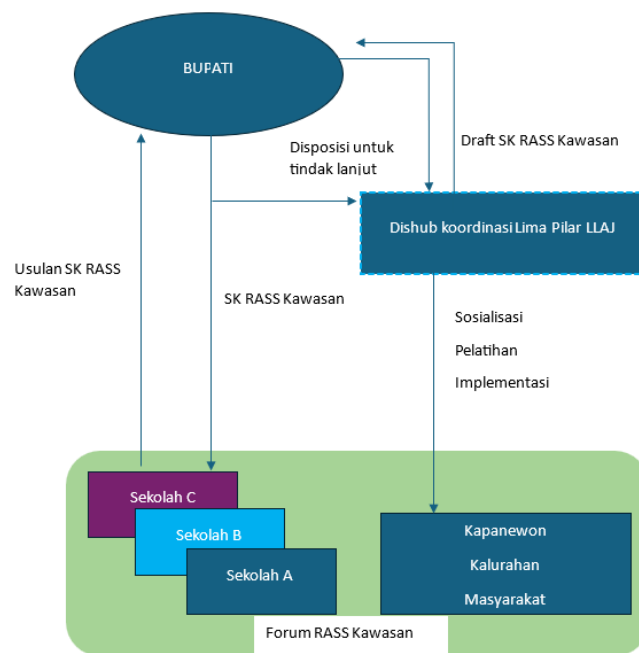 BUPATI
Disposisi untuk
tindak lanjut
Draft SK RASS Kawasan
Dishub koordinasi Lima Pilar LLAJ
Usulan SK RASS
Kawasan
SK RASS Kawasan
Sosialisasi
Pelatihan
Implementasi
Sekolah C
Sekolah B
Sekolah A
Kapanewon
Kalurahan
Masyarakat
Forum RASS Kawasan